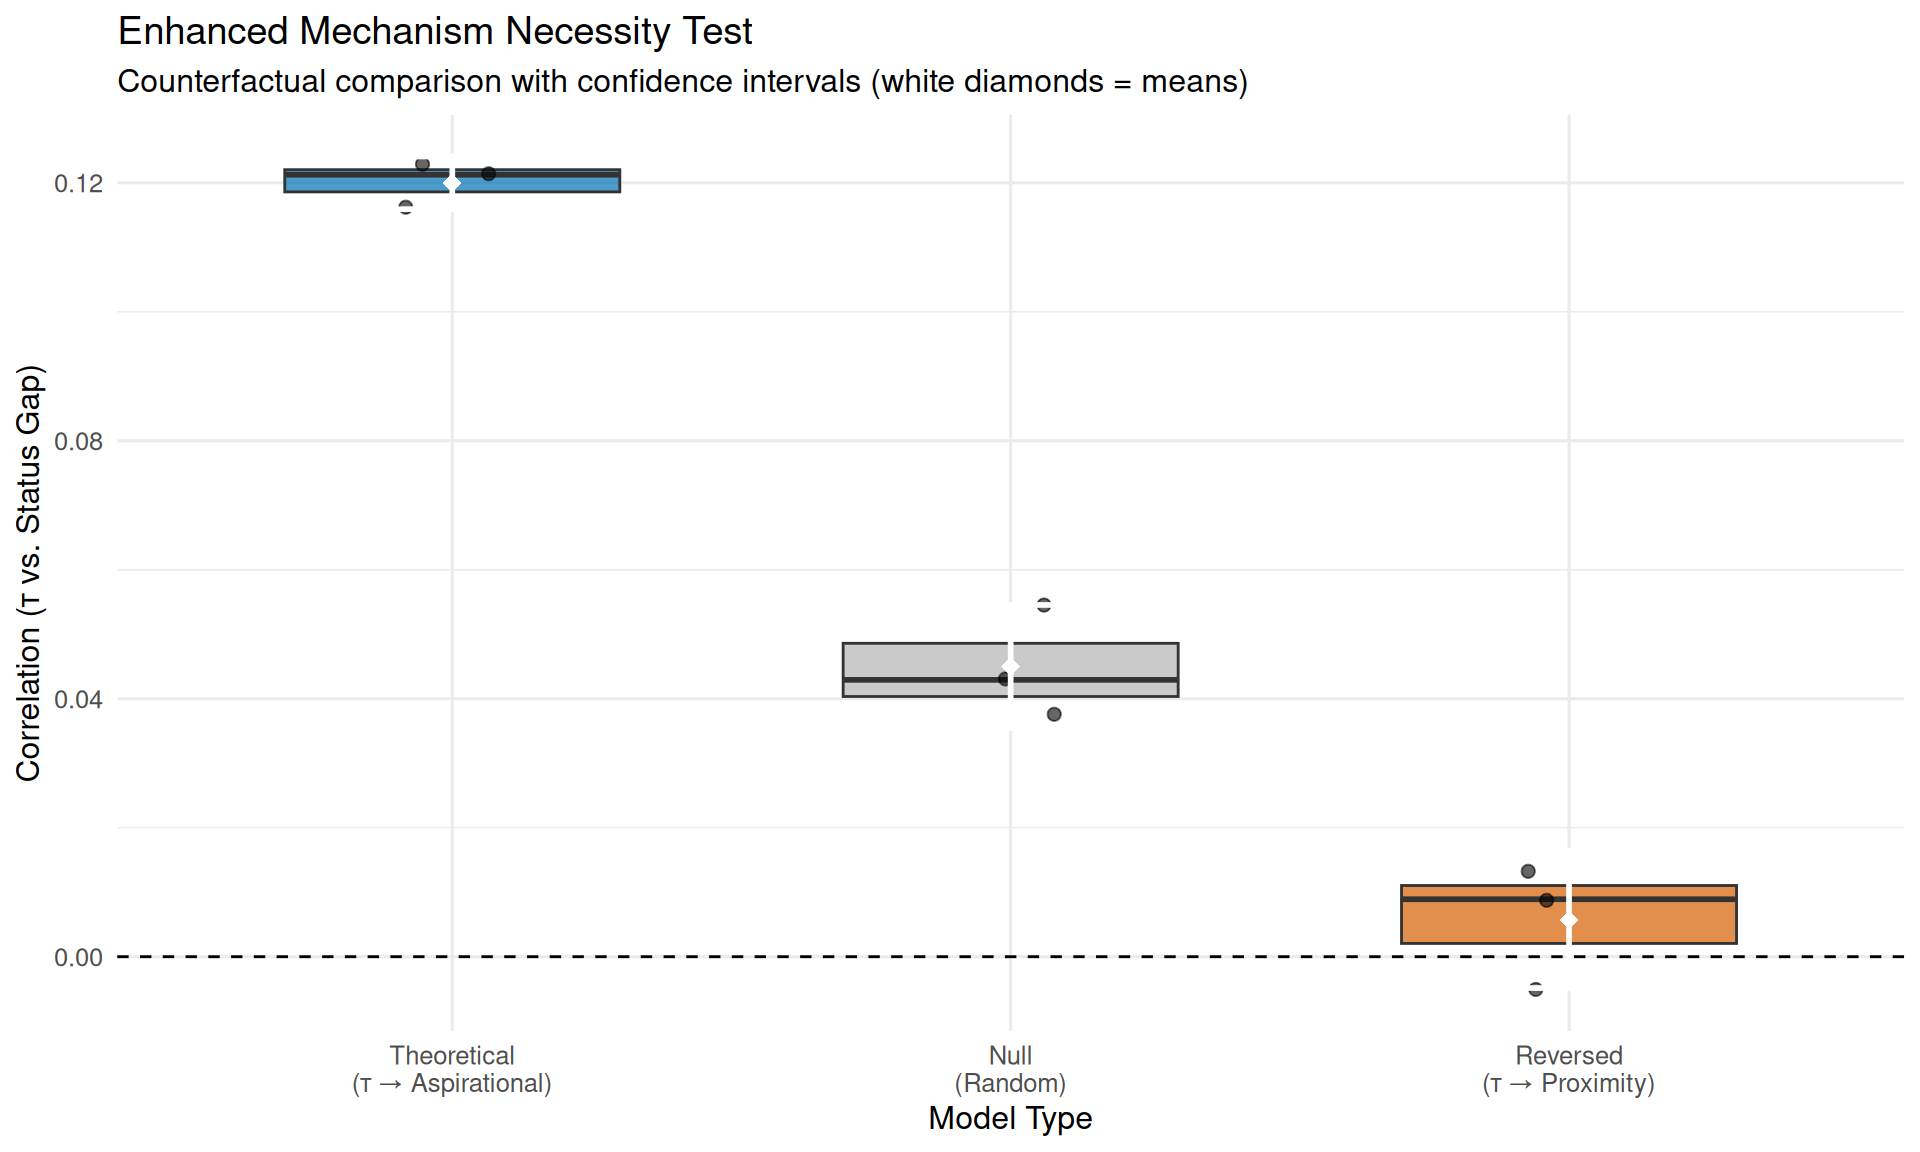 Enhanced Mechanism Necessity Test
Counterfactual comparison with confidence intervals (white diamonds = means)
Correlation (τ vs. Status Gap)
0.12
0.08
0.04
0.00
Theoretical
(τ → Aspirational)
Null
(Random)
Reversed
(τ → Proximity)
Model Type